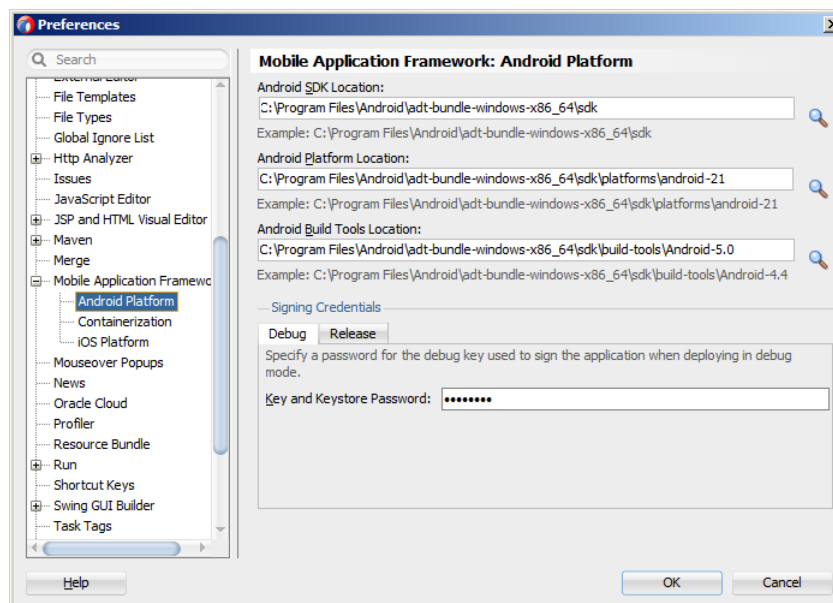 Preferences
Search
External Editor
File Templates
File Types
Global Ignore List
Http Analyzer
Issues
JavaScript Editor
JSP and HTML Visual Editor
Maven
Merge
Mobile Application Framewo
Android Platform
Containerization
iOS Platform
Mouseover Popups
News
Oracle Cloud
Profiler
Resource Bundle
Run
Shortcut Keys
Swing GUI Builder
Task Tags
Mobile Application Framework: Android Platform
Android SDK Location:
C:\Program Files\Android\adt-bundle-windows-x86_64\sdk
Example: C:\Program Files\Android\adt-bundle-windows-x86_64\sdk
Android Platform Location:
C:\Program Files\Android\adt-bundle-windows-x86_64\sdk\platforms\android-21
Example: C:\Program Files\Android\adt-bundle-windows-x86_64\sdk\platforms\android-21
Android Build Tools Location:
C:\Program Files\Android\adt-bundle-windows-x86_64\sdk\build-tools\Android-5.0
Example: C:\Program Files\Android\adt-bundle-windows-x86_64\sdk\build-tools\Android-4.4
Signing Credentials
Debug Release
Specify a password for the debug key used to sign the application when deploying in debug
mode.
Key and Keystore Password: ••••••••
Help OK Cancel